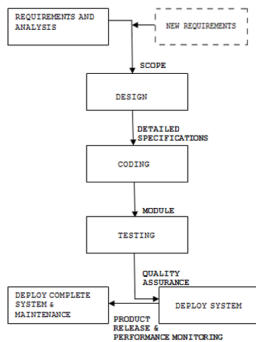 REQUIREMENTS AND
ANALYSIS
NEW REQUIREMENTS
SCOPE
DESIGN
DETAILED
SPECIFICATIONS
CODING
MODULE
TESTING
QUALITY
ASSURANCE
DEPLOY COMPLETE
SYSTEM &
MAINTENANCE
DEPLOY SYSTEM
PRODUCT
RELEASE &
PERFORMANCE MONITORING